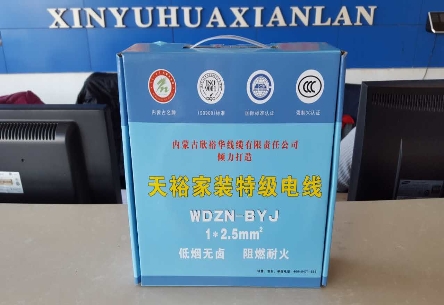 XINYUHUAXIANLAN
ISO
CCC
内蒙古欣裕华线缆有限责任公司
倾力打造
天裕家装特级电线
WDZN-BYJ
1*2.5mm²
低烟无卤 阻燃耐火